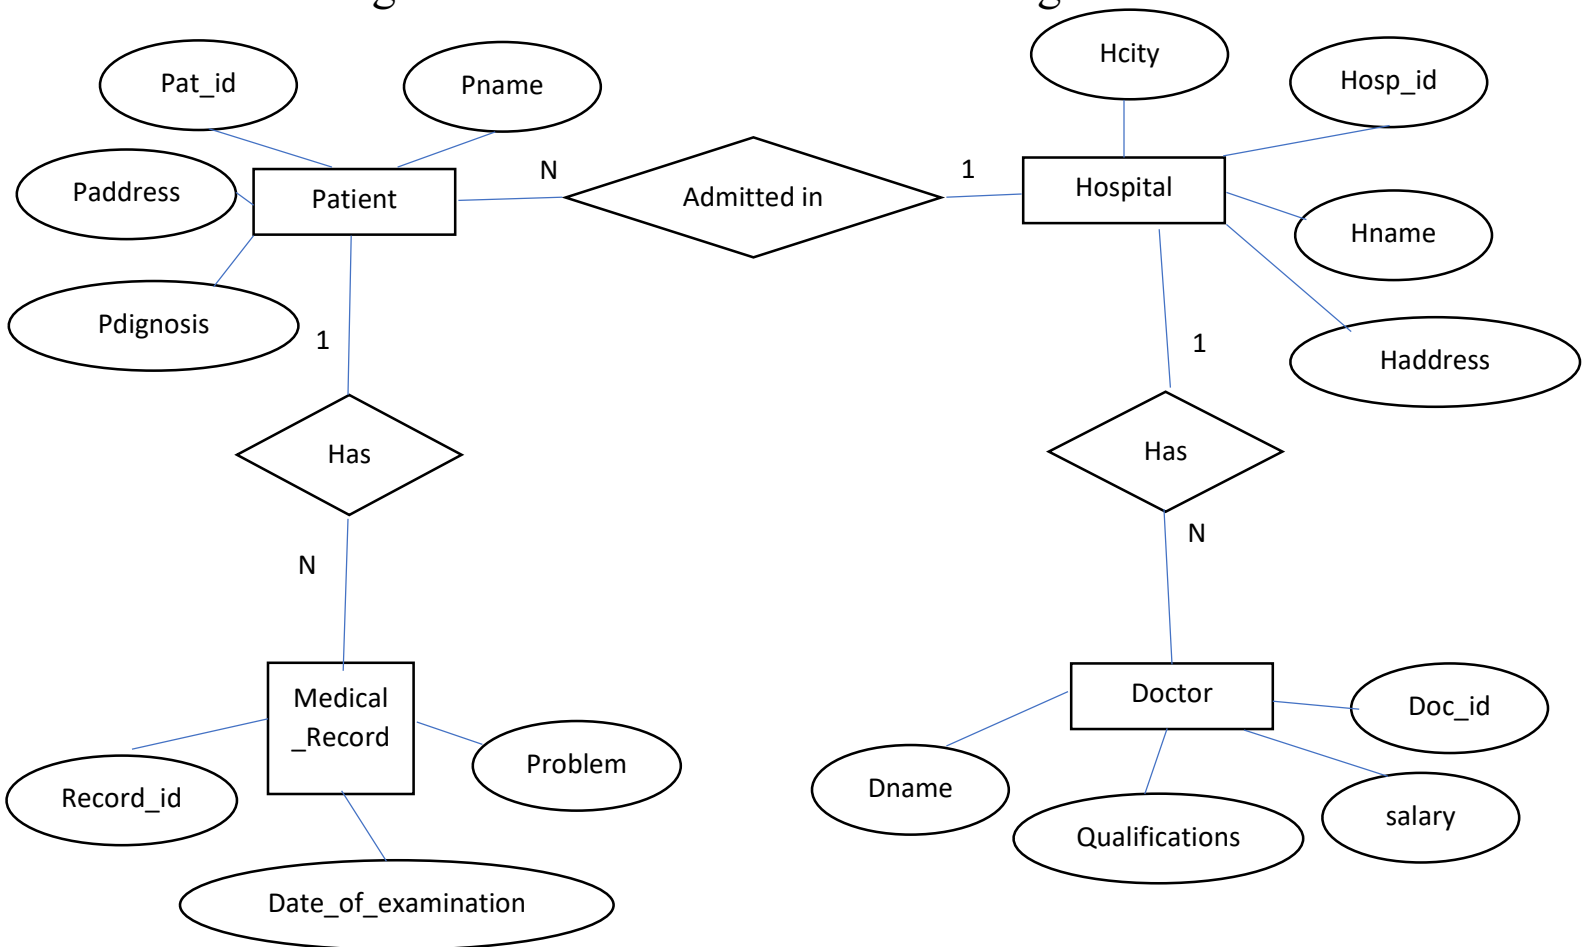 Hcity
Hosp_id
Pat_id
Pname
N
1
Admitted in
Hospital
Paddress
Patient
Hname
Pdignosis
1
1
Haddress
Has
Has
N
N
Medical
_Record
Doctor
Doc_id
Problem
Record_id
Dname
Qualifications
salary
Date_of_examination